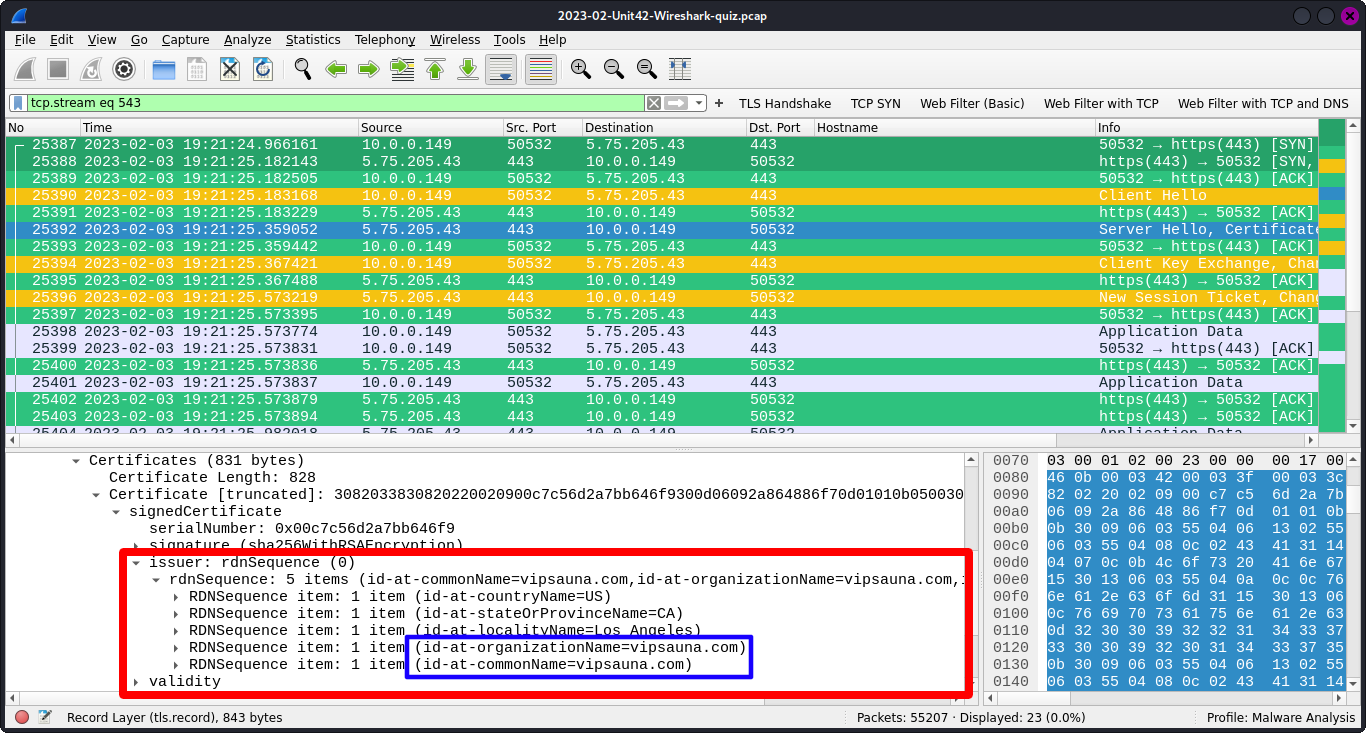 2023-02-Unit42-Wireshark-quiz.pcap
File Edit View Go Capture Analyze Statistics Telephony Wireless Tools Help
tcp.stream eq 543 + TLS Handshake TCP SYN Web Filter (Basic) Web Filter with TCP Web Filter with TCP and DNS
No Time Source Src. Port Destination Dst. Port Hostname Info
25387 2023-02-03 19:21:24.966161 10.0.0.149 50532 5.75.205.43 443 50532 → https(443) [SYN]
25388 2023-02-03 19:21:25.182143 5.75.205.43 443 10.0.0.149 50532 https(443) → 50532 [SYN,
25389 2023-02-03 19:21:25.182505 10.0.0.149 50532 5.75.205.43 443 50532 → https(443) [ACK]
25390 2023-02-03 19:21:25.183168 10.0.0.149 50532 5.75.205.43 443 Client Hello
25391 2023-02-03 19:21:25.183229 5.75.205.43 443 10.0.0.149 50532 https(443) → 50532 [ACK]
25392 2023-02-03 19:21:25.359052 5.75.205.43 443 10.0.0.149 50532 Server Hello, Certificate
25393 2023-02-03 19:21:25.359442 10.0.0.149 50532 5.75.205.43 443 50532 → https(443) [ACK]
25394 2023-02-03 19:21:25.367421 10.0.0.149 50532 5.75.205.43 443 Client Key Exchange, Chan
25395 2023-02-03 19:21:25.367488 5.75.205.43 443 10.0.0.149 50532 https(443) → 50532 [ACK]
25396 2023-02-03 19:21:25.573219 5.75.205.43 443 10.0.0.149 50532 New Session Ticket, Chang
25397 2023-02-03 19:21:25.573395 10.0.0.149 50532 5.75.205.43 443 50532 → https(443) [ACK]
25398 2023-02-03 19:21:25.573774 10.0.0.149 50532 5.75.205.43 443 Application Data
25399 2023-02-03 19:21:25.573831 10.0.0.149 50532 5.75.205.43 443 50532 → https(443) [ACK]
25400 2023-02-03 19:21:25.573836 5.75.205.43 443 10.0.0.149 50532 https(443) → 50532 [ACK]
25401 2023-02-03 19:21:25.573837 10.0.0.149 50532 5.75.205.43 443 Application Data
25402 2023-02-03 19:21:25.573879 5.75.205.43 443 10.0.0.149 50532 https(443) → 50532 [ACK]
25403 2023-02-03 19:21:25.573894 5.75.205.43 443 10.0.0.149 50532 https(443) → 50532 [ACK]
25404 2023-02-03 19:21:25.982018 5.75.205.43 443 10.0.0.149 50532 Application Data
Certificates (831 bytes)
Certificate Length: 828
Certificate [truncated]: 3082033830820220020900c7c56d2a7bb646f9300d06092a864886f70d01010b050030
signedCertificate
serialNumber: 0x00c7c56d2a7bb646f9
signature (sha256WithRSAEncryption)
issuer: rdnSequence (0)
rdnSequence: 5 items (id-at-commonName=vipsauna.com,id-at-organizationName=vipsauna.com,i
RDNSequence item: 1 item (id-at-countryName=US)
RDNSequence item: 1 item (id-at-stateOrProvinceName=CA)
RDNSequence item: 1 item (id-at-localityName=Los Angeles)
RDNSequence item: 1 item (id-at-organizationName=vipsauna.com)
RDNSequence item: 1 item (id-at-commonName=vipsauna.com)
validity
0070 03 00 01 02 00 23 00 00 00 17 00
0080 46 0b 00 03 42 00 03 3f 00 03 3c
0090 82 02 20 02 09 00 c7 c5 6d 2a 7b
00a0 06 09 2a 86 48 86 f7 0d 01 01 0b
00b0 0b 30 09 06 03 55 04 06 13 02 55
00c0 06 03 55 04 08 0c 02 43 41 31 14
00d0 04 07 0c 0b 4c 6f 73 20 41 6e 67
00e0 15 30 13 06 03 55 04 0a 0c 0c 76
00f0 6e 61 2e 63 6f 6d 31 15 30 13 06
0100 0c 76 69 70 73 61 75 6e 61 2e 63
0110 0d 32 30 30 39 32 32 31 34 33 37
0120 33 30 30 39 32 30 31 34 33 37 35
0130 0b 30 09 06 03 55 04 06 13 02 55
0140 06 03 55 04 08 0c 02 43 41 31 14
Record Layer (tls.record), 843 bytes Packets: 55207 · Displayed: 23 (0.0%) Profile: Malware Analysis